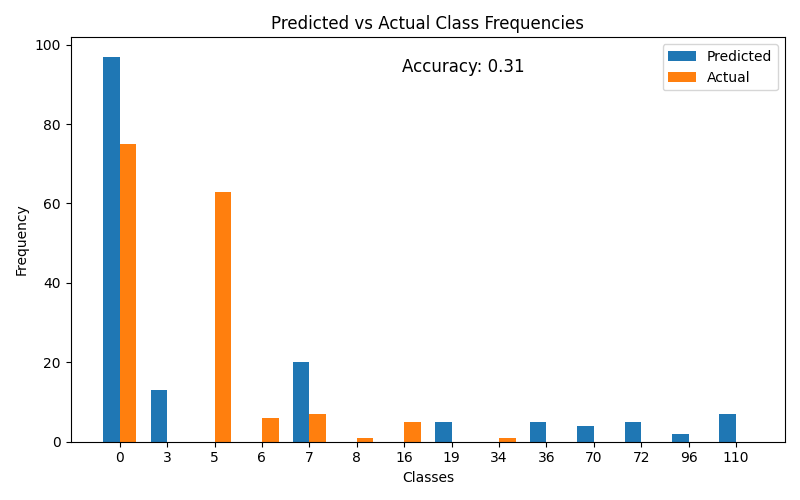 Predicted vs Actual Class Frequencies
Accuracy: 0.31
Predicted
Actual
Frequency
100
80
60
40
20
0
0 3 5 6 7 8 16 19 34 36 70 72 96 110
Classes